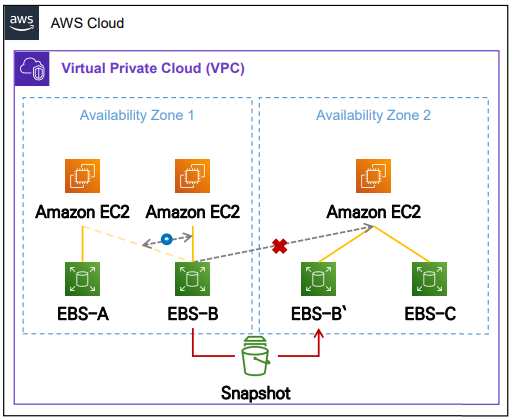 aws
AWS Cloud
Virtual Private Cloud (VPC)
Availability Zone 1
Availability Zone 2
Amazon EC2
Amazon EC2
Amazon EC2
EBS-A
EBS-B
EBS-B`
EBS-C
Snapshot